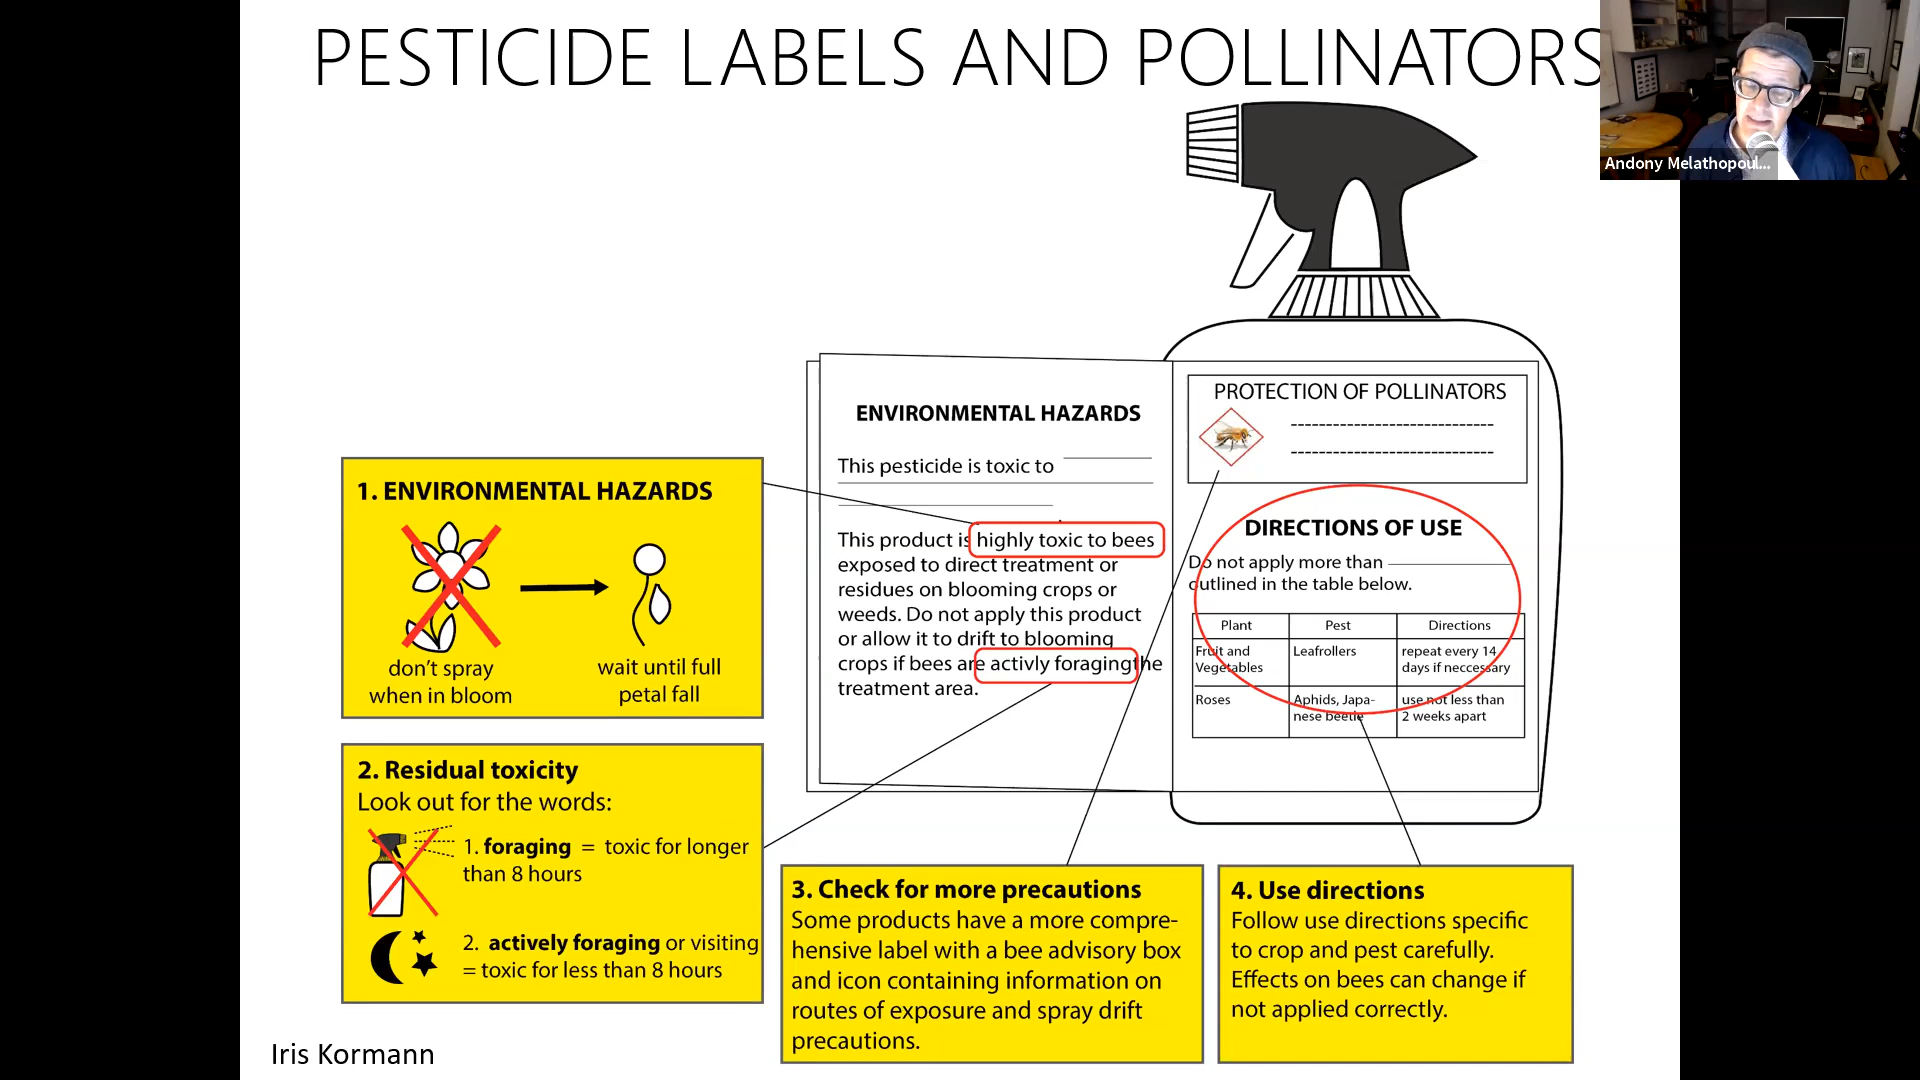 PESTICIDE LABELS AND POLLINATORS
Andony Melathopoul...
ENVIRONMENTAL HAZARDS
This pesticide is toxic to
This product is highly toxic to bees
exposed to direct treatment or
residues on blooming crops or
weeds. Do not apply this product
or allow it to drift to blooming
crops if bees are activly foragingthe
treatment area.
PROTECTION OF POLLINATORS
DIRECTIONS OF USE
Do not apply more than
outlined in the table below.
Plant Pest Directions
Fruit and Leafrollers repeat every 14
Vegetables days if neccessary
Roses Aphids, Japa- use not less than
nese beetle 2 weeks apart
1. ENVIRONMENTAL HAZARDS
don't spray
when in bloom
wait until full
petal fall
2. Residual toxicity
Look out for the words:
1. foraging = toxic for longer
than 8 hours
2. actively foraging or visiting
= toxic for less than 8 hours
3. Check for more precautions
Some products have a more compre-
hensive label with a bee advisory box
and icon containing information on
routes of exposure and spray drift
precautions.
4. Use directions
Follow use directions specific
to crop and pest carefully.
Effects on bees can change if
not applied correctly.
Iris Kormann